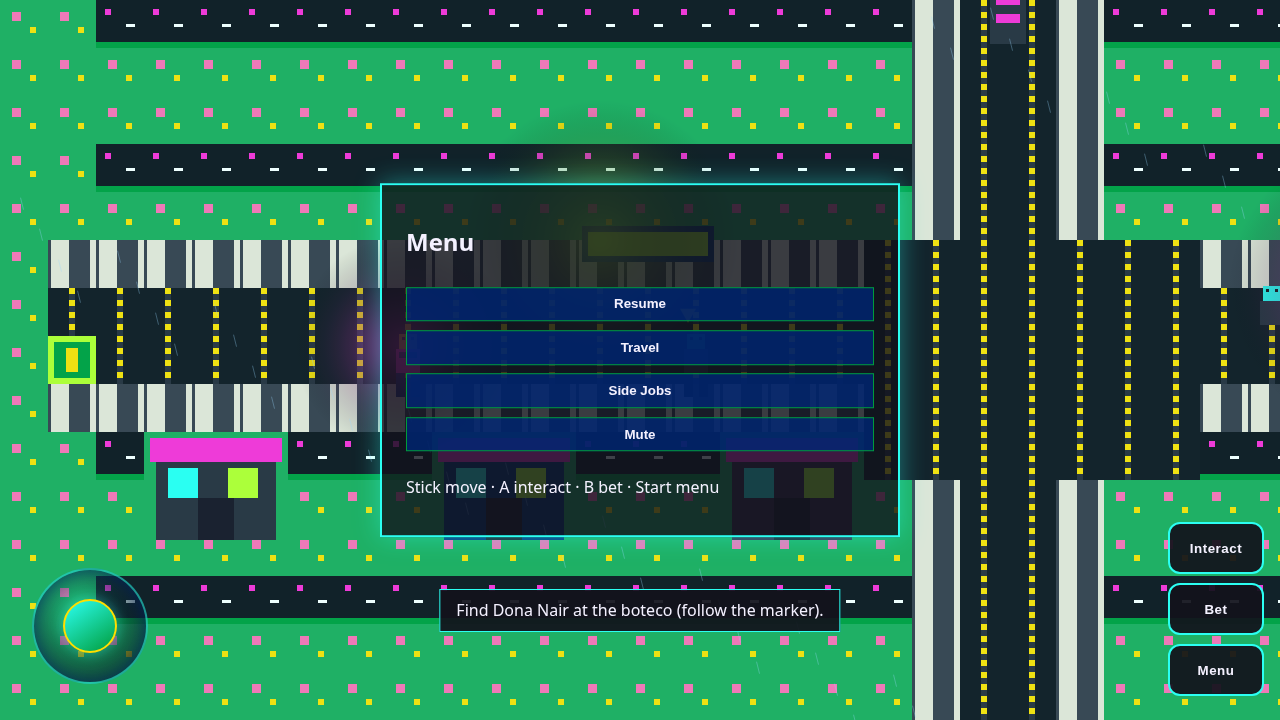 Menu
Resume
Travel
Side Jobs
Mute
Stick move · A interact · B bet · Start menu
Interact
Find Dona Nair at the boteco (follow the marker).
Bet
Menu